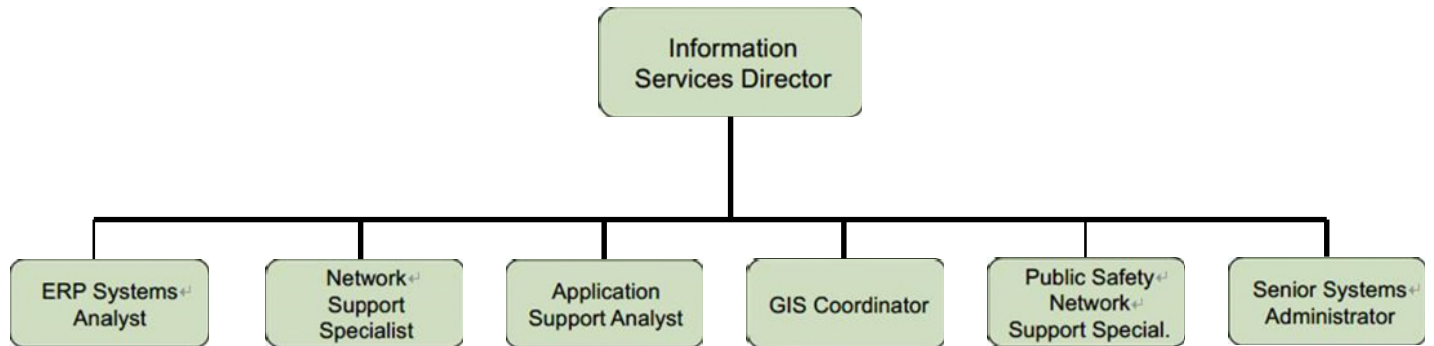 Information
Services Director
ERP Systems
Analyst
Network
Support
Specialist
Application
Support Analyst
GIS Coordinator
Public Safety
Network
Support Special.
Senior Systems
Administrator